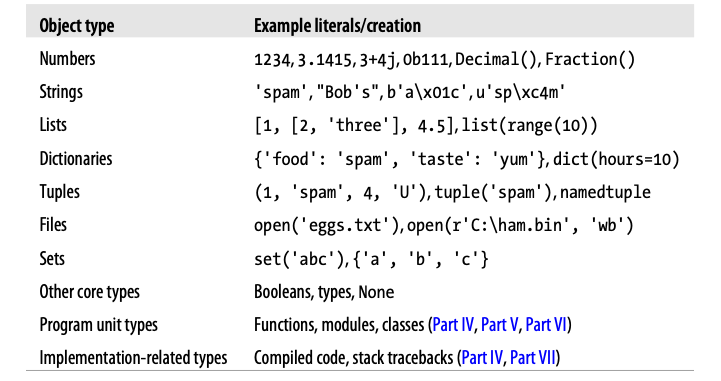 Object type Example literals/creation
Numbers 1234, 3.1415, 3+4j, 0b111, Decimal(), Fraction()
Strings 'spam', "Bob's", b'a\x01c', u'sp\xc4m'
Lists [1, [2, 'three'], 4.5], list(range(10))
Dictionaries {'food': 'spam', 'taste': 'yum'}, dict(hours=10)
Tuples (1, 'spam', 4, 'U'), tuple('spam'), namedtuple
Files open('eggs.txt'), open(r'C:\ham.bin', 'wb')
Sets set('abc'), {'a', 'b', 'c'}
Other core types Booleans, types, None
Program unit types Functions, modules, classes (Part IV, Part V, Part VI)
Implementation-related types Compiled code, stack tracebacks (Part IV, Part VII)